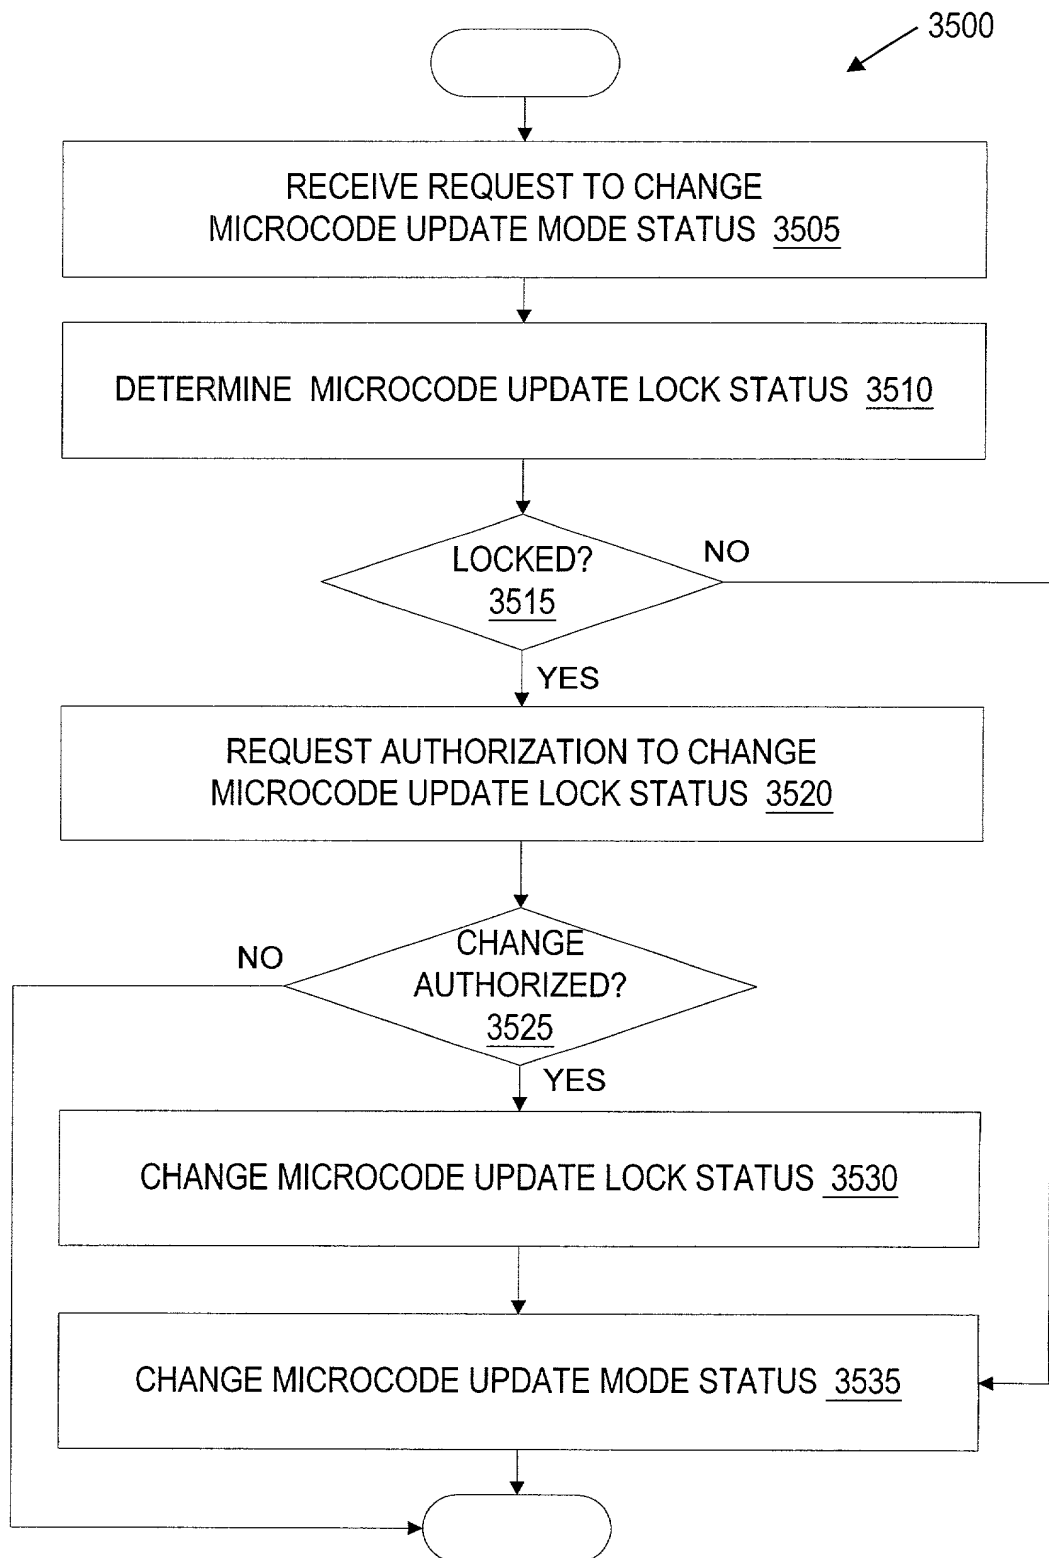 3500
RECEIVE REQUEST TO CHANGE
MICROCODE UPDATE MODE STATUS 3505
DETERMINE MICROCODE UPDATE LOCK STATUS 3510
LOCKED?
3515
NO
YES
REQUEST AUTHORIZATION TO CHANGE
MICROCODE UPDATE LOCK STATUS 3520
CHANGE
AUTHORIZED?
3525
NO
YES
CHANGE MICROCODE UPDATE LOCK STATUS 3530
CHANGE MICROCODE UPDATE MODE STATUS 3535